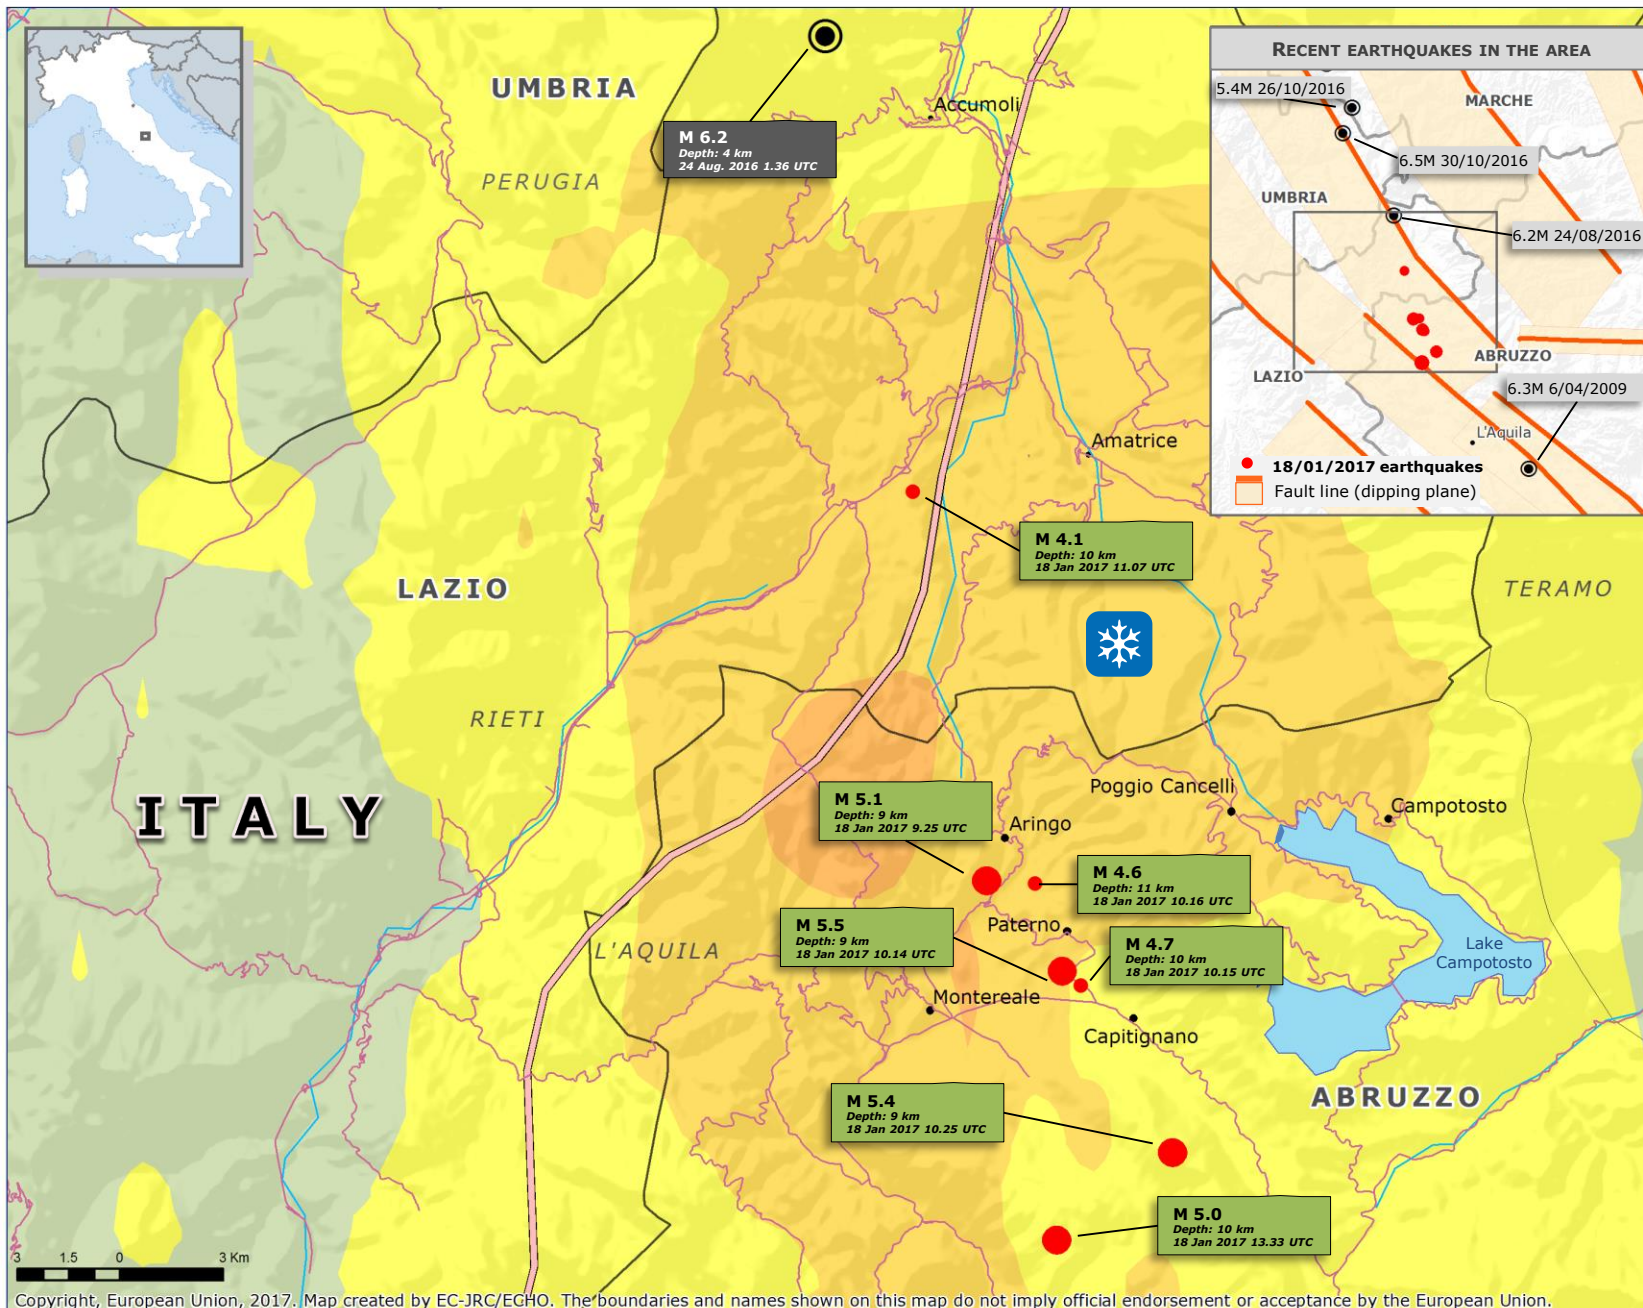 UMBRIA
PERUGIA
Accumoli
M 6.2
Depth: 4 km
24 Aug. 2016 1.36 UTC
RECENT EARTHQUAKES IN THE AREA
5.4M 26/10/2016
MARCHE
6.5M 30/10/2016
UMBRIA
6.2M 24/08/2016
ABRUZZO
LAZIO
6.3M 6/04/2009
L'Aquila
18/01/2017 earthquakes
Fault line (dipping plane)
Amatrice
M 4.1
Depth: 10 km
18 Jan 2017 11.07 UTC
LAZIO
TERAMO
RIETI
ITALY
Poggio Cancelli
Campotosto
M 5.1
Depth: 9 km
18 Jan 2017 9.25 UTC
Aringo
M 4.6
Depth: 11 km
18 Jan 2017 10.16 UTC
M 5.5
Depth: 9 km
18 Jan 2017 10.14 UTC
Paterno
L'AQUILA
M 4.7
Depth: 10 km
18 Jan 2017 10.15 UTC
Lake
Campotosto
Montereale
Capitignano
ABRUZZO
M 5.4
Depth: 9 km
18 Jan 2017 10.25 UTC
M 5.0
Depth: 10 km
18 Jan 2017 13.33 UTC
3 1.5 0 3 Km
Copyright, European Union, 2017. Map created by EC-JRC/ECHO. The boundaries and names shown on this map do not imply official endorsement or acceptance by the European Union.